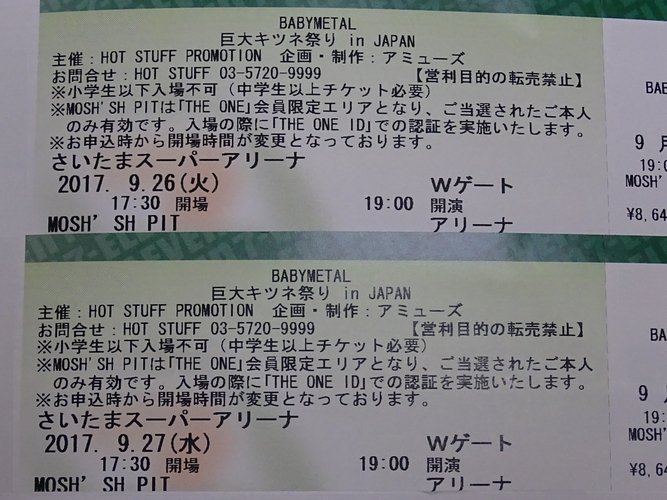 BABYMETAL
巨大キツネ祭り in JAPAN
主催:HOT STUFF PROMOTION 企画・制作:アミューズ
お問合せ:HOT STUFF 03-5720-9999 【営利目的の転売禁止】
※小学生以下入場不可(中学生以上チケット必要)
※MOSH'SH PITは「THE ONE」会員限定エリアとなり、ご当選されたご本人
のみ有効です。入場の際に「THE ONE ID」での認証を実施いたします。
※お申込時から開場時間が変更となっております。
さいたまスーパーアリーナ
2017. 9.26(火) Wゲート
17:30 開場 19:00 開演
MOSH'SH PIT アリーナ
BA
9 月
19:0
MOSH'
¥8,64
BABYMETAL
巨大キツネ祭り in JAPAN
主催:HOT STUFF PROMOTION 企画・制作:アミューズ
お問合せ:HOT STUFF 03-5720-9999 【営利目的の転売禁止】
※小学生以下入場不可(中学生以上チケット必要)
※MOSH'SH PITは「THE ONE」会員限定エリアとなり、ご当選されたご本人
のみ有効です。入場の際に「THE ONE ID」での認証を実施いたします。
※お申込時から開場時間が変更となっております。
さいたまスーパーアリーナ
2017. 9.27(水) Wゲート
17:30 開場 19:00 開演
MOSH'SH PIT アリーナ
BA
9 月
19:
MOSH'
¥8,64